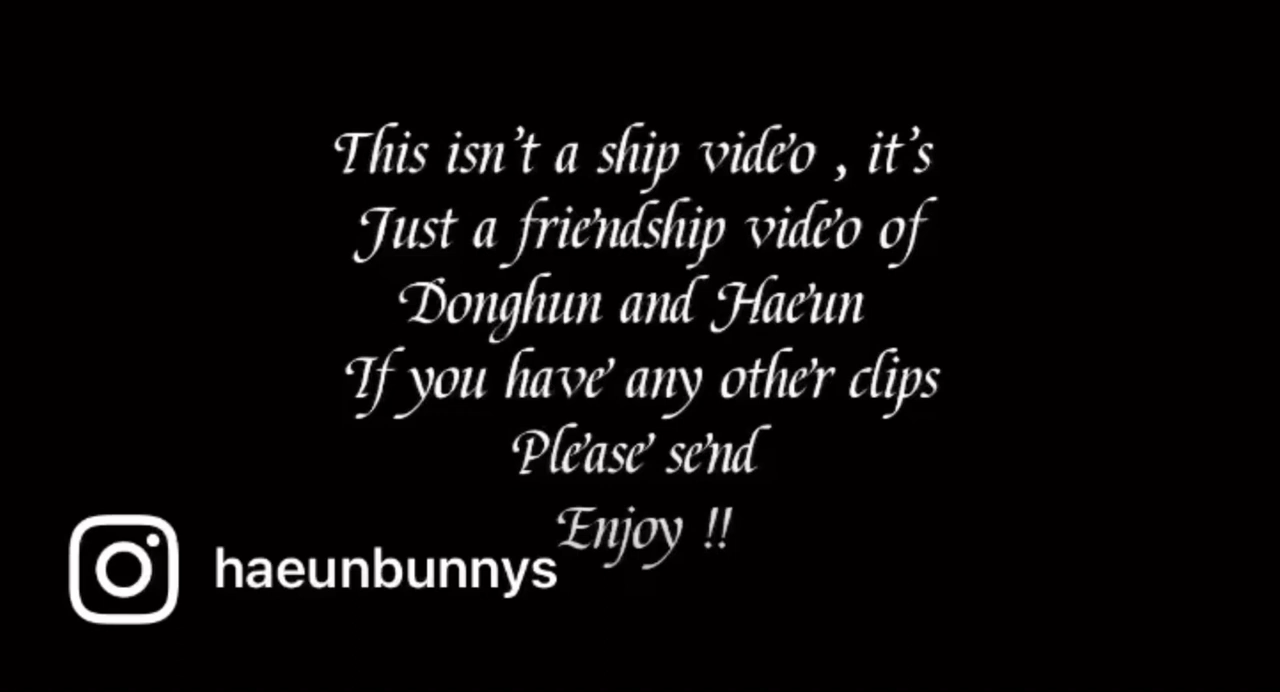 This isn't a ship video , it's
Just a friendship video of
Donghun and Haeun
If you have any other clips
Please send
Enjoy !!
haeunbunnys